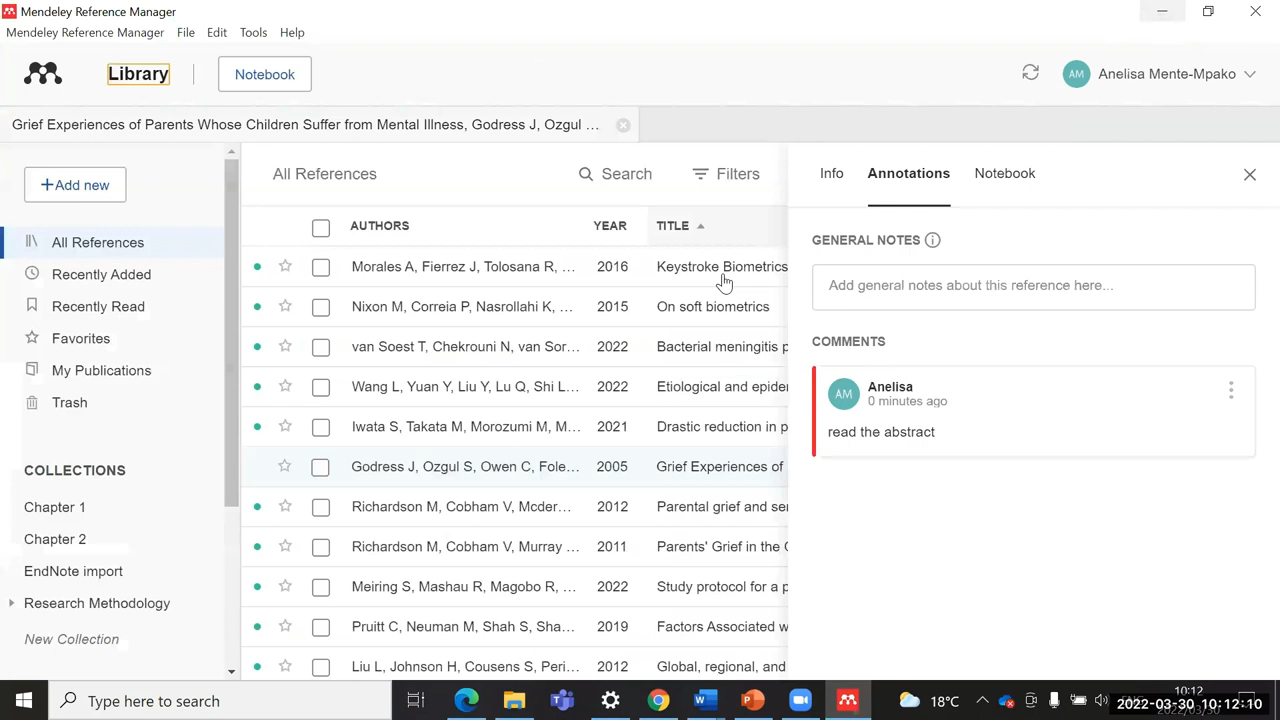 Mendeley Reference Manager
Mendeley Reference Manager File Edit Tools Help
Library Notebook AM Anelisa Mente-Mpako
Grief Experiences of Parents Whose Children Suffer from Mental Illness, Godress J, Ozgul ...
+Add new
All References
Recently Added
Recently Read
Favorites
My Publications
Trash
COLLECTIONS
Chapter 1
Chapter 2
EndNote import
Research Methodology
New Collection
All References Search Filters
AUTHORS YEAR TITLE
Morales A, Fierrez J, Tolosana R, ... 2016 Keystroke Biometrics
Nixon M, Correia P, Nasrollahi K, ... 2015 On soft biometrics
van Soest T, Chekrouni N, van Sor... 2022 Bacterial meningitis p
Wang L, Yuan Y, Liu Y, Lu Q, Shi L... 2022 Etiological and epider
Iwata S, Takata M, Morozumi M, M... 2021 Drastic reduction in p
Godress J, Ozgul S, Owen C, Fole... 2005 Grief Experiences of
Richardson M, Cobham V, Mcder... 2012 Parental grief and ser
Richardson M, Cobham V, Murray ... 2011 Parents' Grief in the C
Meiring S, Mashau R, Magobo R, ... 2022 Study protocol for a p
Pruitt C, Neuman M, Shah S, Sha... 2019 Factors Associated w
Liu L, Johnson H, Cousens S, Peri... 2012 Global, regional, and
Info Annotations Notebook
GENERAL NOTES
Add general notes about this reference here...
COMMENTS
AM Anelisa
0 minutes ago
read the abstract
Type here to search
18°C
10:12
2022-03-30 10:12:10